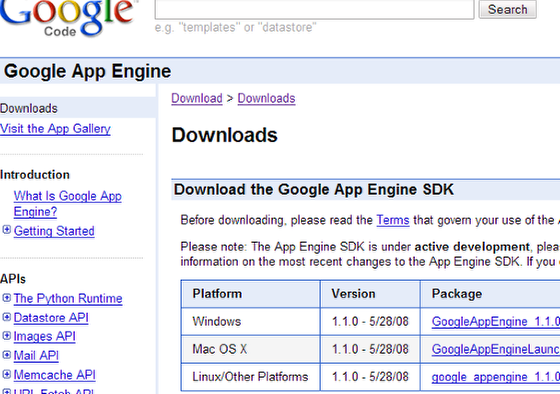 Google
Code
Search
e.g. "templates" or "datastore"
Google App Engine
Downloads
Visit the App Gallery
Introduction
What Is Google App
Engine?
Getting Started
APIs
The Python Runtime
Datastore API
Images API
Mail API
Memcache API
URL Fetch API
Download > Downloads
Downloads
Download the Google App Engine SDK
Before downloading, please read the Terms that govern your use of the
Please note: The App Engine SDK is under active development, plea
information on the most recent changes to the App Engine SDK. If you
Platform Version Package
Windows 1.1.0 - 5/28/08 GoogleAppEngine_1.1.0
Mac OS X 1.1.0 - 5/28/08 GoogleAppEngineLaunc
Linux/Other Platforms 1.1.0 - 5/28/08 google_appengine_1.1.0